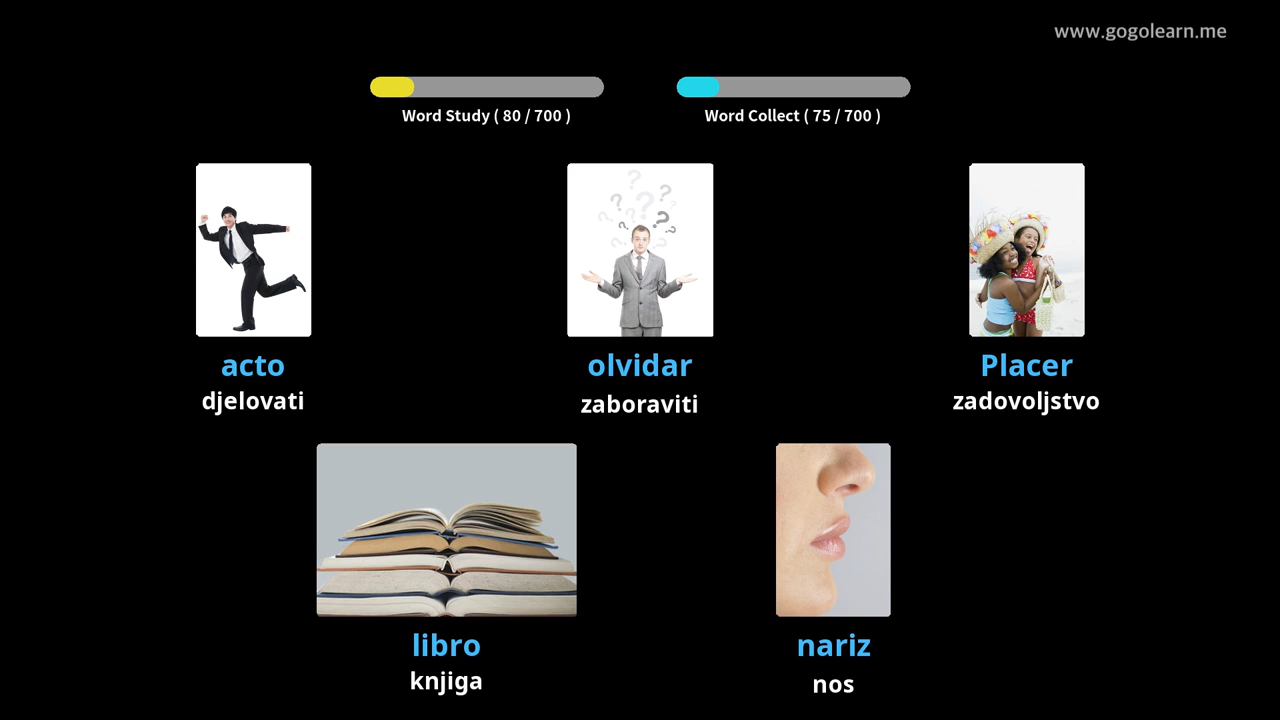 www.gogolearn.me
Word Study ( 80 / 700 )
Word Collect ( 75 / 700 )
acto
djelovati
olvidar
zaboraviti
Placer
zadovoljstvo
libro
knjiga
nariz
nos